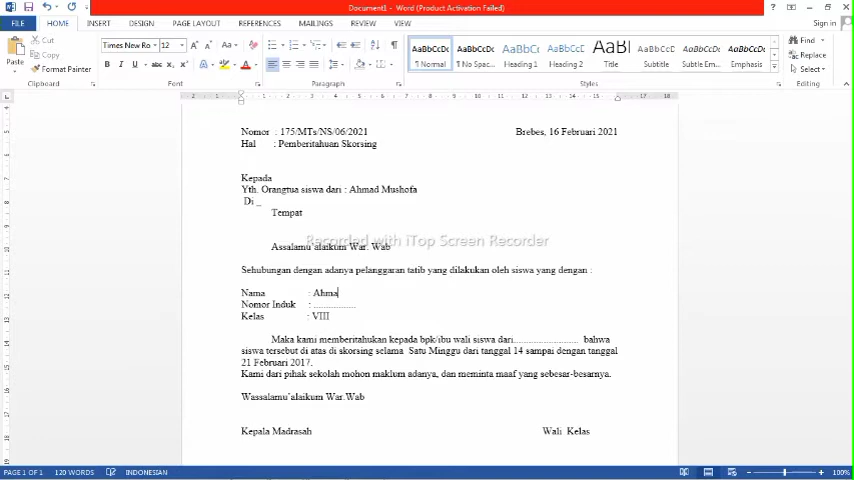 Document1 - Word (Product Activation Failed)
FILE HOME INSERT DESIGN PAGE LAYOUT REFERENCES MAILINGS REVIEW VIEW Sign in
Paste
Cut
Copy
Format Painter
Clipboard
Times New Ro 12
Font
Paragraph
AaBbCcDc AaBbCcDc AaBbCc AaBbCcC AaBl AaBbCcC AaBbCcDc AaBbCcDc
¶ Normal ¶ No Spac... Heading 1 Heading 2 Title Subtitle Subtle Em... Emphasis
Styles
Find
Replace
Select
Editing
Nomor : 175/MTs/NS/06/2021 Brebes, 16 Februari 2021
Hal : Pemberitahuan Skorsing
Kepada
Yth. Orangtua siswa dari : Ahmad Mushofa
Di _
Tempat
Recorded with iTop Screen Recorder
Assalamu'alaikum War. Wab
Sehubungan dengan adanya pelanggaran tatib yang dilakukan oleh siswa yang dengan :
Nama : Ahma
Nomor Induk : ..................
Kelas : VIII
Maka kami memberitahukan kepada bpk/ibu wali siswa dari........................... bahwa
siswa tersebut di atas di skorsing selama Satu Minggu dari tanggal 14 sampai dengan tanggal
21 Februari 2017.
Kami dari pihak sekolah mohon maklum adanya, dan meminta maaf yang sebesar-besarnya.
Wassalamu'alaikum War.Wab
Kepala Madrasah Wali Kelas
PAGE 1 OF 1 120 WORDS INDONESIAN 100%